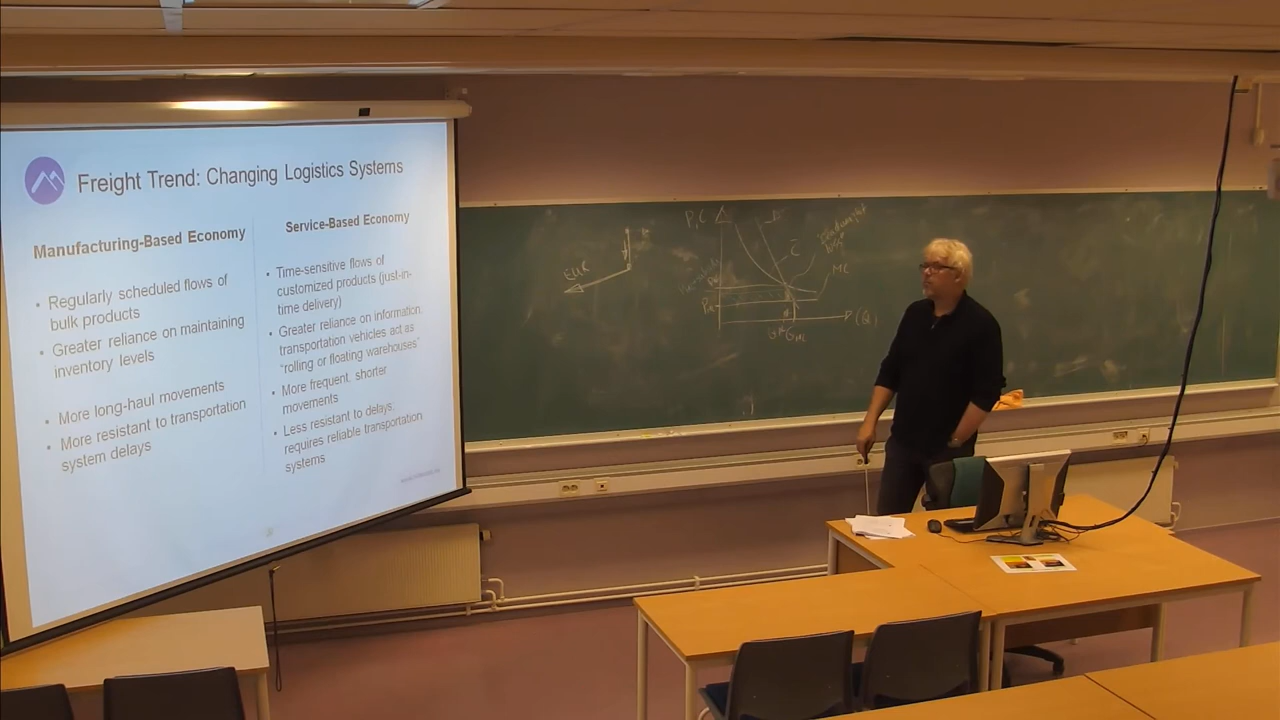 Freight Trend: Changing Logistics Systems
Manufacturing-Based Economy
• Regularly scheduled flows of
bulk products
• Greater reliance on maintaining
inventory levels
• More long-haul movements
• More resistant to transportation
system delays
Service-Based Economy
• Time-sensitive flows of
customized products (just-in-
time delivery)
• Greater reliance on information,
transportation vehicles act as
“rolling or floating warehouses”
• More frequent, shorter
movements
• Less resistant to delays;
requires reliable transportation
systems
P,C
D
MC
(Q)